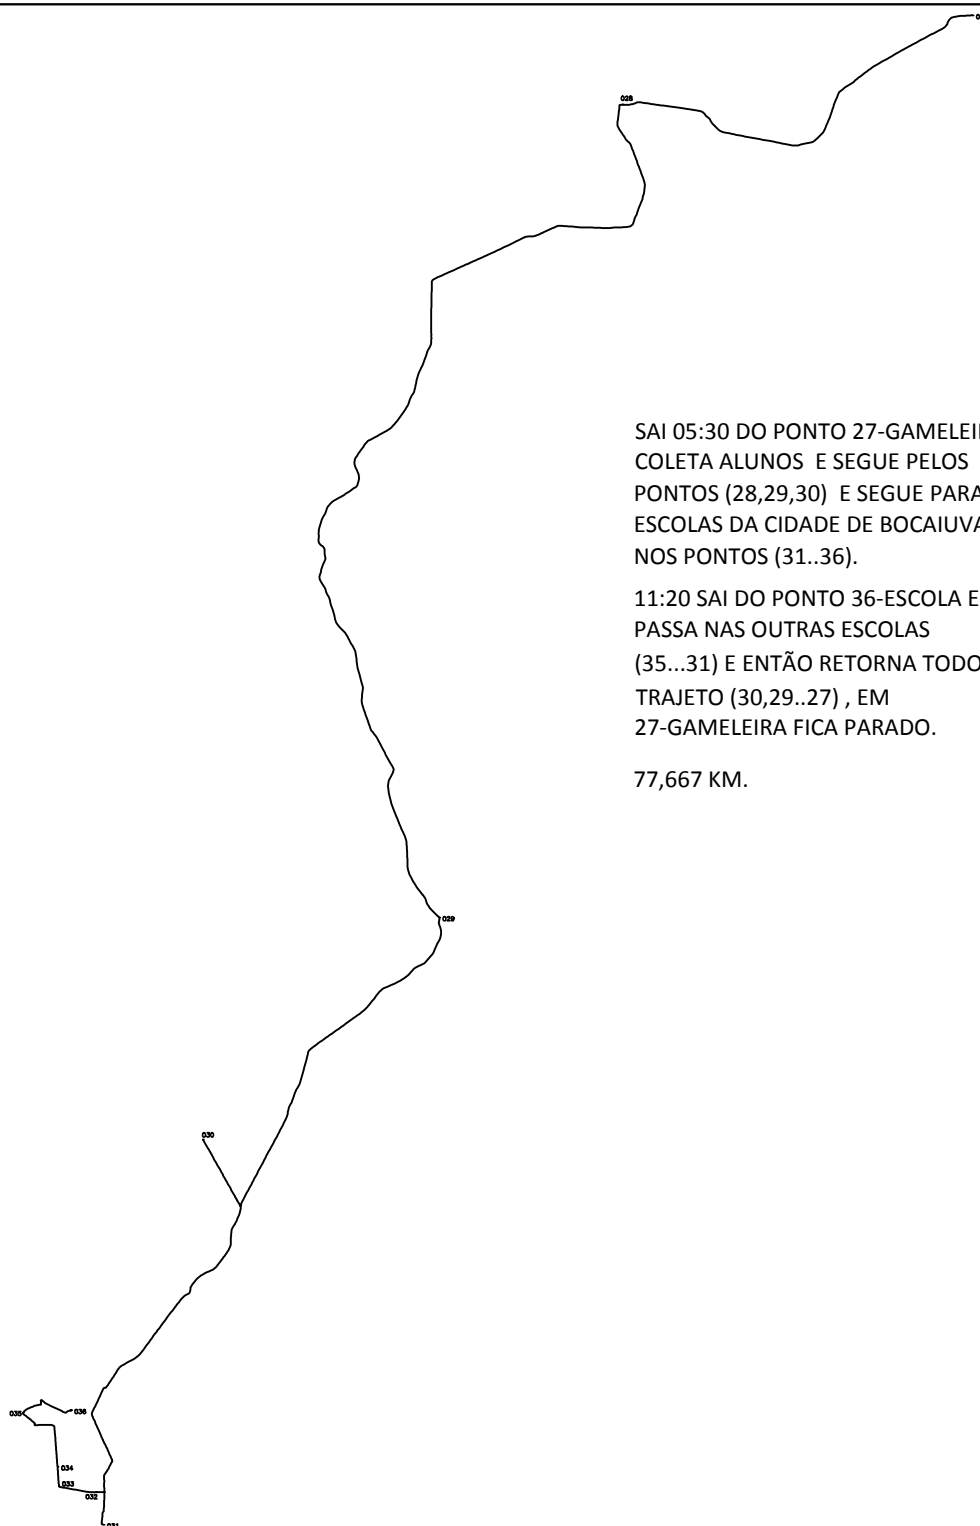 028
SAI 05:30 DO PONTO 27-GAMELEI
COLETA ALUNOS E SEGUE PELOS
PONTOS (28,29,30) E SEGUE PARA
ESCOLAS DA CIDADE DE BOCAIUVA
NOS PONTOS (31..36).
11:20 SAI DO PONTO 36-ESCOLA E
PASSA NAS OUTRAS ESCOLAS
(35...31) E ENTÃO RETORNA TODO
TRAJETO (30,29..27) , EM
27-GAMELEIRA FICA PARADO.
77,667 KM.
029
030
035
036
034
033
032
031